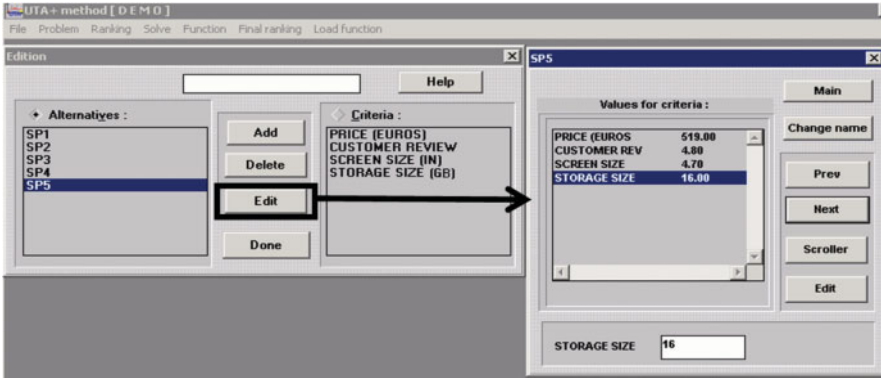 UTA+ method [ D E M O ]
File Problem Ranking Solve Function Final ranking Load function
Edition
Help
Alternatives :
SP1
SP2
SP3
SP4
SP5
Add
Delete
Edit
Done
Criteria :
PRICE (EUROS)
CUSTOMER REVIEW
SCREEN SIZE (IN)
STORAGE SIZE (GB)
SP5
Values for criteria :
PRICE (EUROS 519.00
CUSTOMER REV 4.80
SCREEN SIZE 4.70
STORAGE SIZE 16.00
Main
Change name
Prev
Next
Scroller
Edit
STORAGE SIZE 16